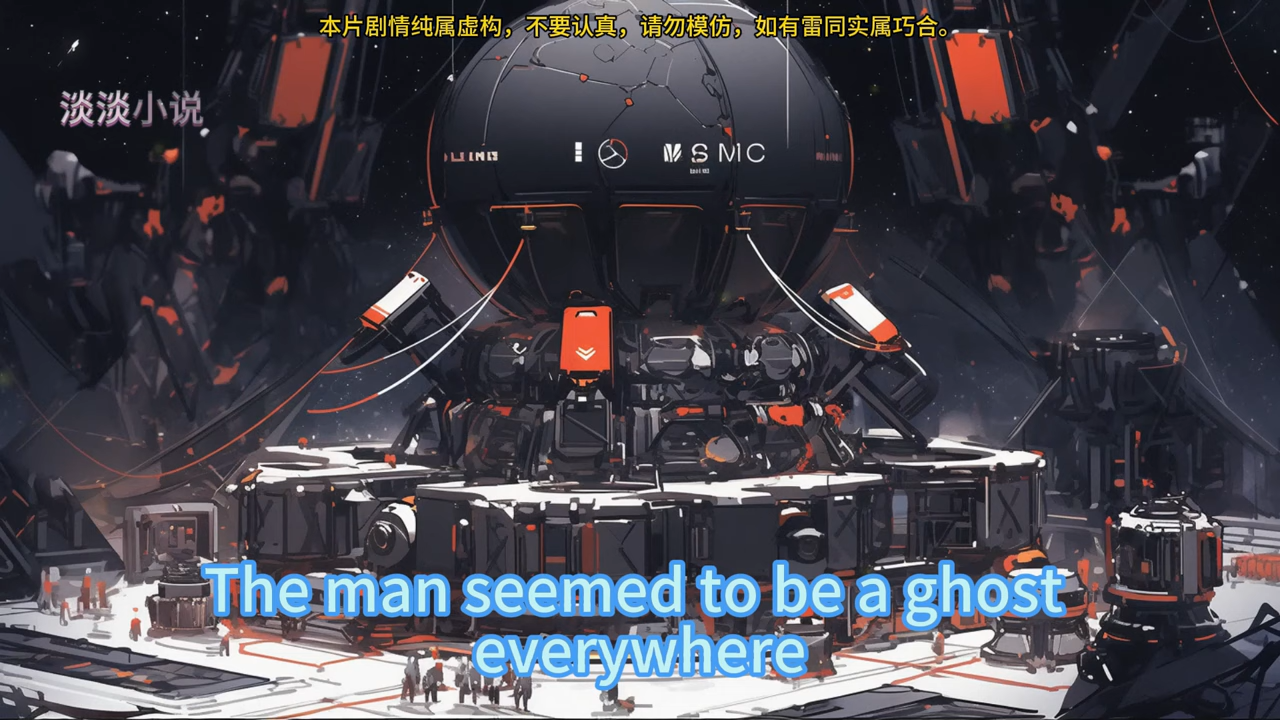 本片剧情纯属虚构，不要认真，请勿模仿，如有雷同实属巧合。
淡淡小说
SMC
The man seemed to be a ghost
everywhere